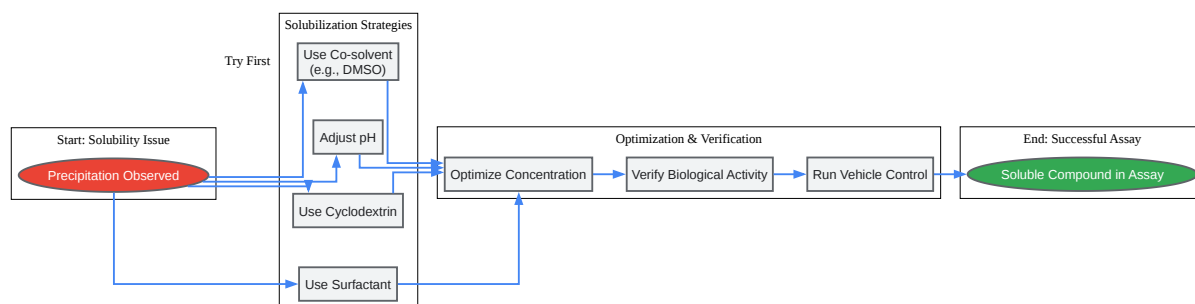 Solubilization Strategies
Try First
Use Co-solvent
(e.g., DMSO)
Start: Solubility Issue
Precipitation Observed
Adjust pH
Use Cyclodextrin
Use Surfactant
Optimization & Verification
Optimize Concentration
Verify Biological Activity
Run Vehicle Control
End: Successful Assay
Soluble Compound in Assay